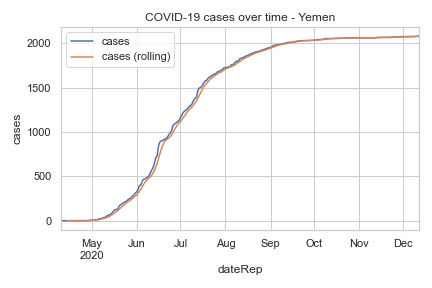 COVID-19 cases over time - Yemen
cases
cases (rolling)
2000
1500
1000
500
0
cases
May Jun Jul Aug Sep Oct Nov Dec
2020
dateRep